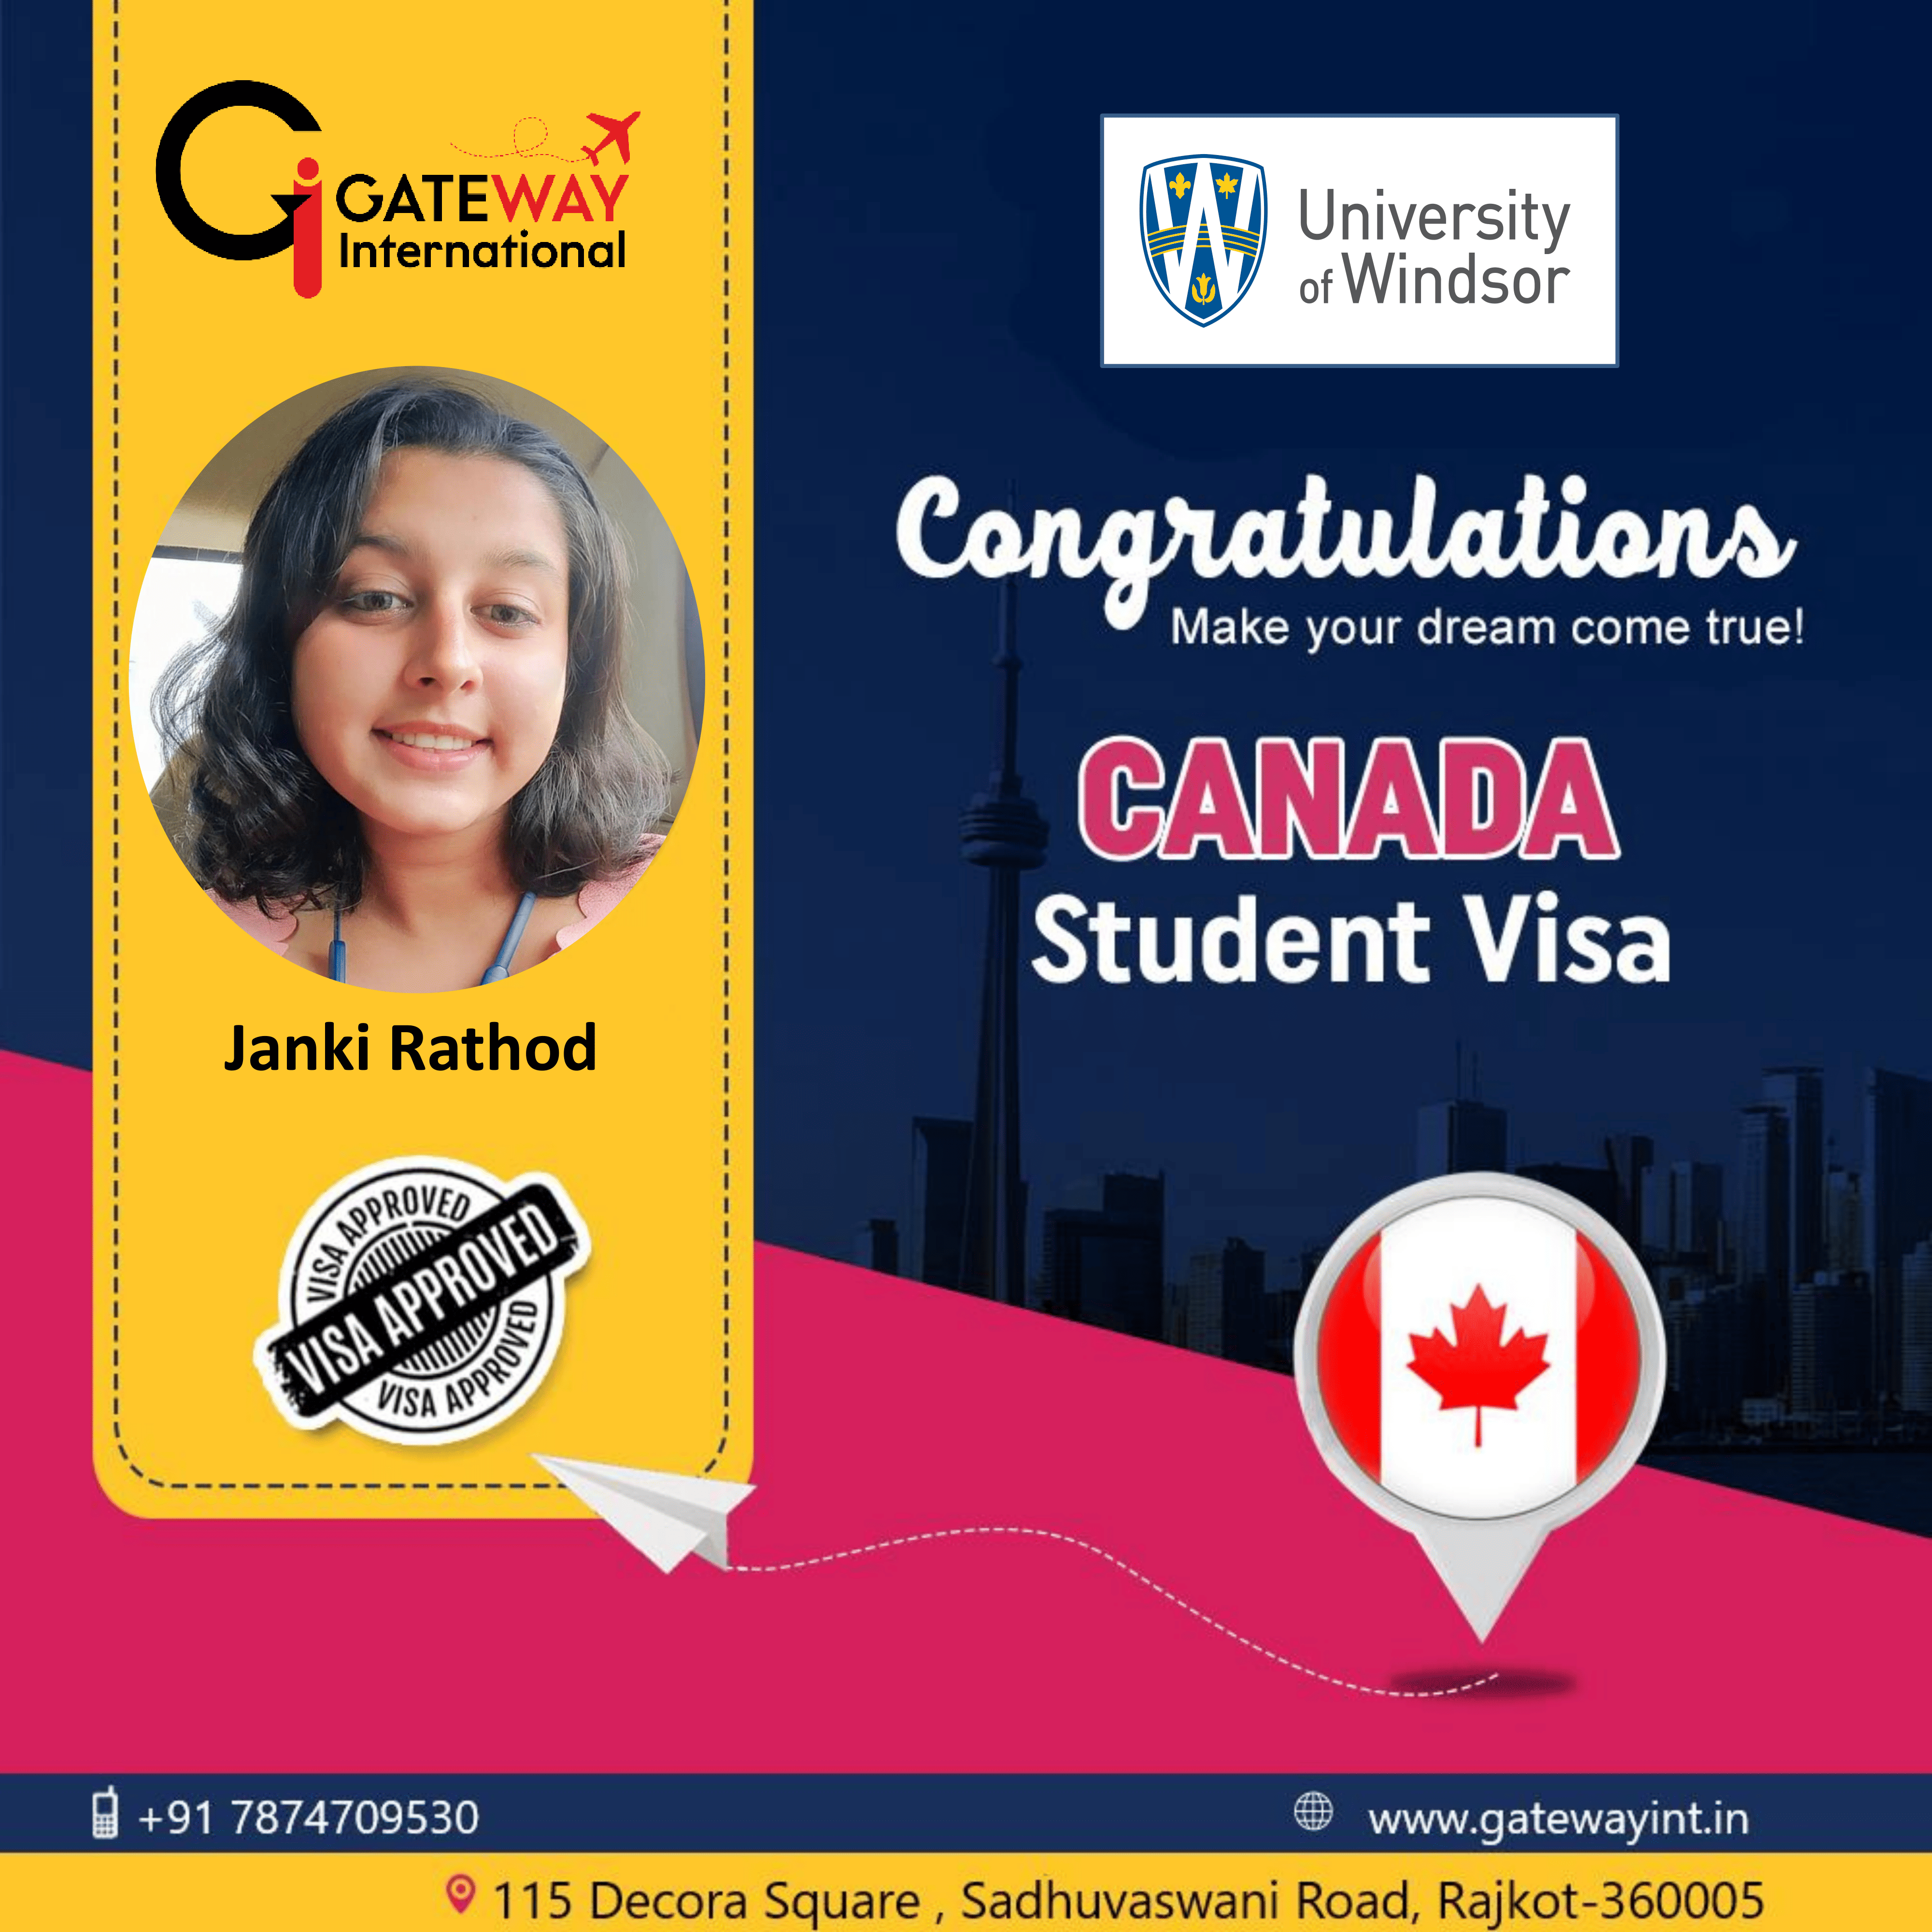 GATEWAY
International
University
of Windsor
Congratulations
Make your dream come true!
CANADA
Student Visa
Janki Rathod
VISA APPROVED
VISA APPROVED
VISA APPROVED
+91 7874709530
www.gatewayint.in
115 Decora Square , Sadhuvaswani Road, Rajkot-360005